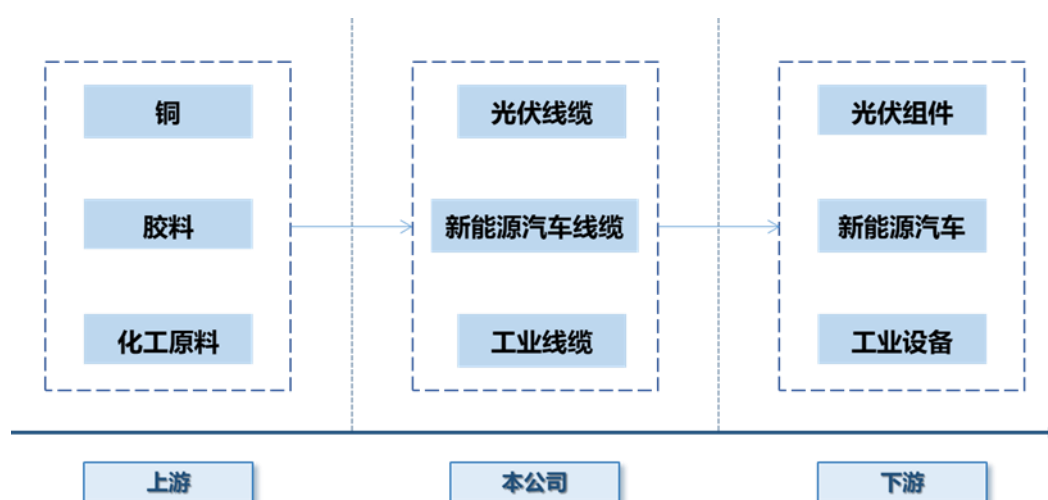 铜
光伏线缆
光伏组件
胶料
新能源汽车线缆
新能源汽车
化工原料
工业线缆
工业设备
上游
本公司
下游